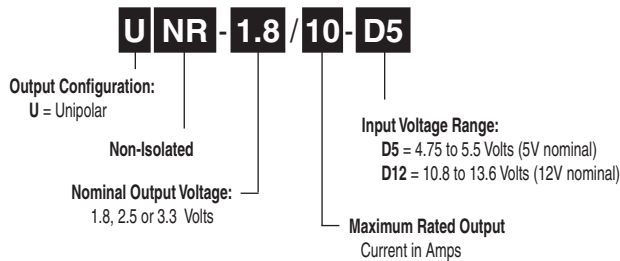 U NR - 1.8 / 10 - D5
Output Configuration:
U = Unipolar
Non-Isolated
Nominal Output Voltage:
1.8, 2.5 or 3.3 Volts
Input Voltage Range:
D5 = 4.75 to 5.5 Volts (5V nominal)
D12 = 10.8 to 13.6 Volts (12V nominal)
Maximum Rated Output
Current in Amps